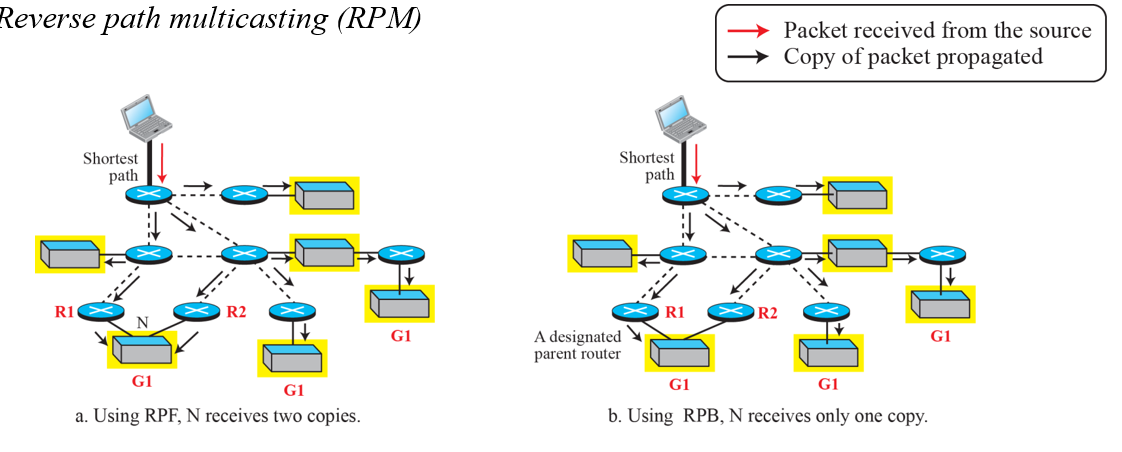 Reverse path multicasting (RPM)
Packet received from the source
Copy of packet propagated
Shortest
path
R1
N
R2
G1
G1
G1
a. Using RPF, N receives two copies.
Shortest
path
R1
R2
A designated
parent router
G1
G1
G1
b. Using RPB, N receives only one copy.